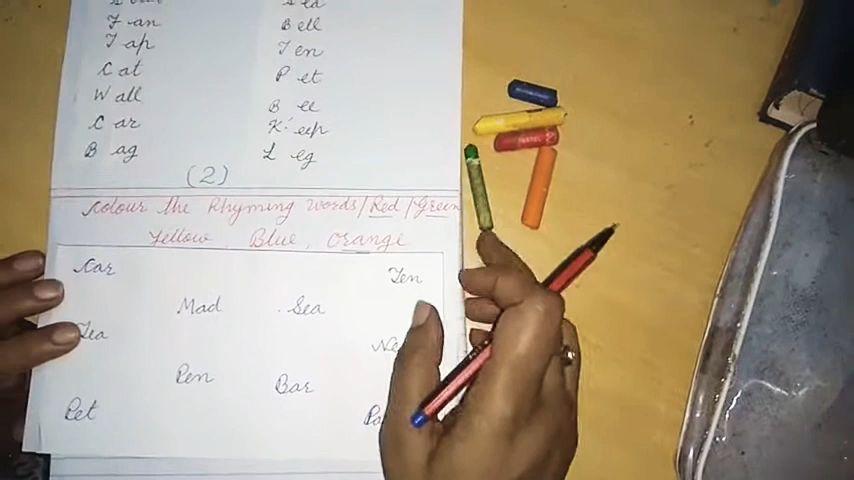 F an Bell
T ap T en
C at P et
W all B ee
C ar K eep
B ag L eg
(2)
Colour The Rhyming words/Red/Green
Yellow, Blue, orange
Car Ten
Mad Sea
Tea
Pen Bar
Pet